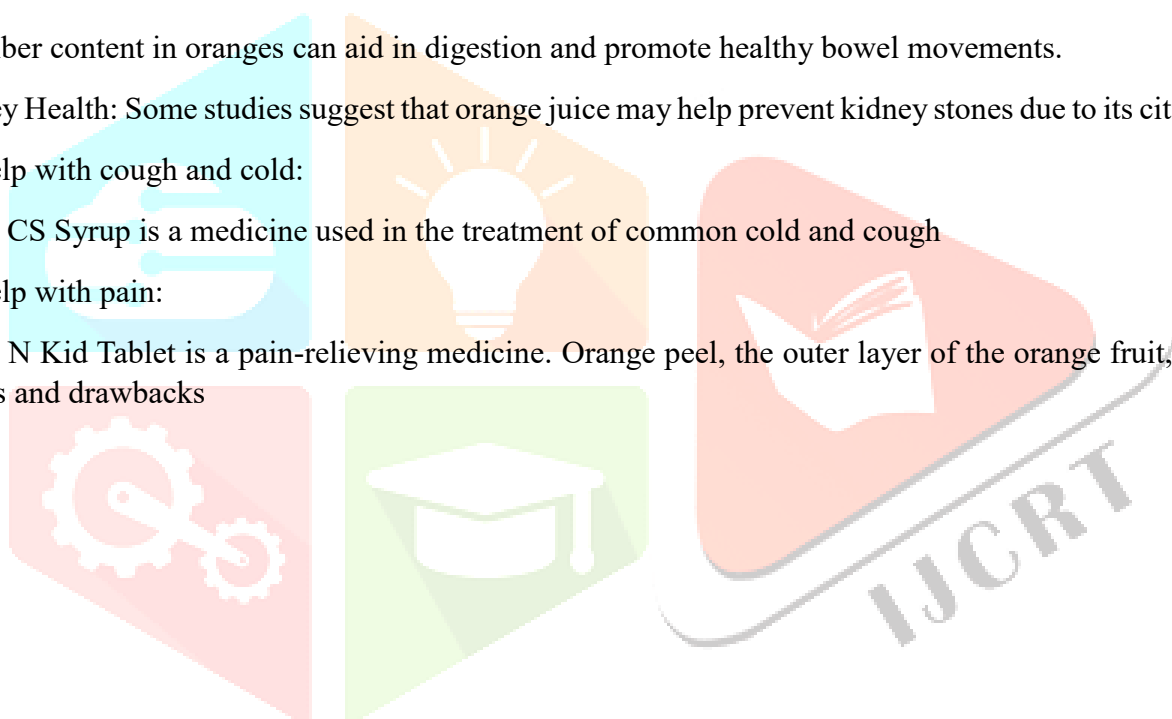 ber content in oranges can aid in digestion and promote healthy bowel movements.
ey Health: Some studies suggest that orange juice may help prevent kidney stones due to its cit
elp with cough and cold:
CS Syrup is a medicine used in the treatment of common cold and cough
elp with pain:
N Kid Tablet is a pain-relieving medicine. Orange peel, the outer layer of the orange fruit,
s and drawbacks
IJCRT